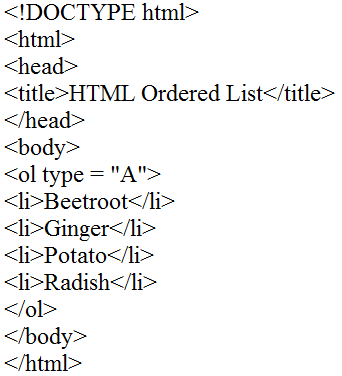 <!DOCTYPE html>
<html>
<head>
<title>HTML Ordered List</title>
</head>
<body>
<ol type = "A">
<li>Beetroot</li>
<li>Ginger</li>
<li>Potato</li>
<li>Radish</li>
</ol>
</body>
</html>